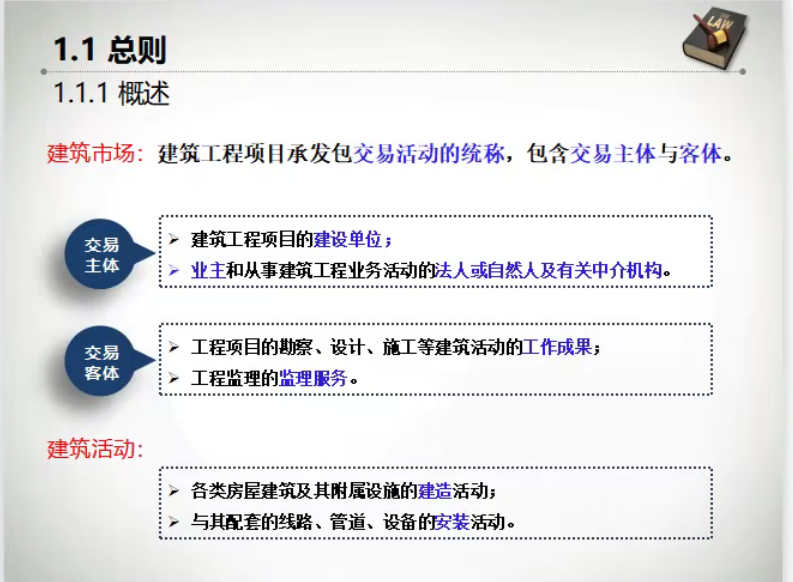 LAW
1.1 总则
1.1.1 概述
建筑市场：建筑工程项目承发包交易活动的统称，包含交易主体与客体。
交易
主体
➢ 建筑工程项目的建设单位；
➢ 业主和从事建筑工程业务活动的法人或自然人及有关中介机构。
交易
客体
➢ 工程项目的勘察、设计、施工等建筑活动的工作成果；
➢ 工程监理的监理服务。
建筑活动：
➢ 各类房屋建筑及其附属设施的建造活动；
➢ 与其配套的线路、管道、设备的安装活动。